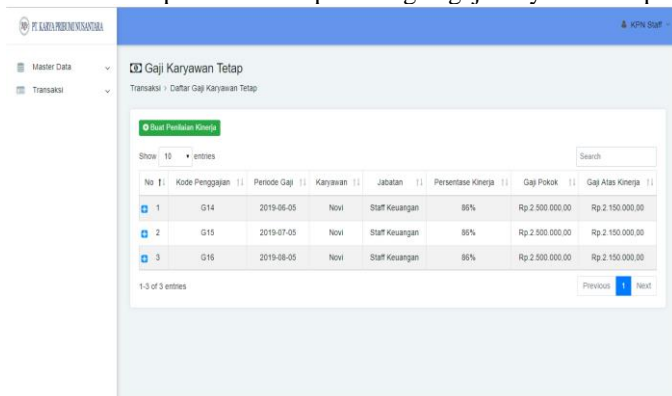 PT. KARYA PRIBUMI NUSANTARA
KPN Staff
Master Data
Transaksi
Gaji Karyawan Tetap
Transaksi > Daftar Gaji Karyawan Tetap
Buat Penilaian Kinerja
Show 10 entries
Search
No Kode Penggajian Periode Gaji Karyawan Jabatan Persentase Kinerja Gaji Pokok Gaji Atas Kinerja
1 G14 2019-06-05 Novi Staff Keuangan 86% Rp.2.500.000,00 Rp.2.150.000,00
2 G15 2019-07-05 Novi Staff Keuangan 86% Rp.2.500.000,00 Rp.2.150.000,00
3 G16 2019-08-05 Novi Staff Keuangan 86% Rp.2.500.000,00 Rp.2.150.000,00
1-3 of 3 entries
Previous 1 Next